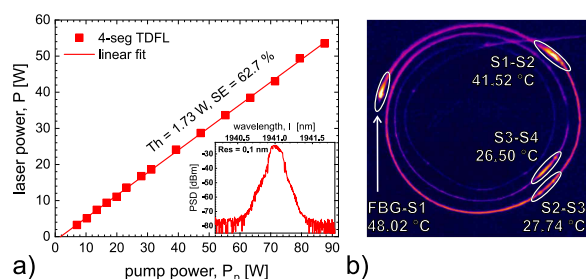 a)
laser power, P [W]
60
50
40
30
20
10
0
4-seg TDFL
linear fit
Th = 1.73 W, SE = 62.7 %
wavelength, l [nm]
1940.5 1941.0 1941.5
Res = 0.1 nm
PSD [dBm]
-20
-40
-60
-80
0 10 20 30 40 50 60 70 80 90
pump power, Pp [W]
b)
S1-S2
41.52 °C
S3-S4
26.50 °C
FBG-S1
48.02 °C
S2-S3
27.74 °C